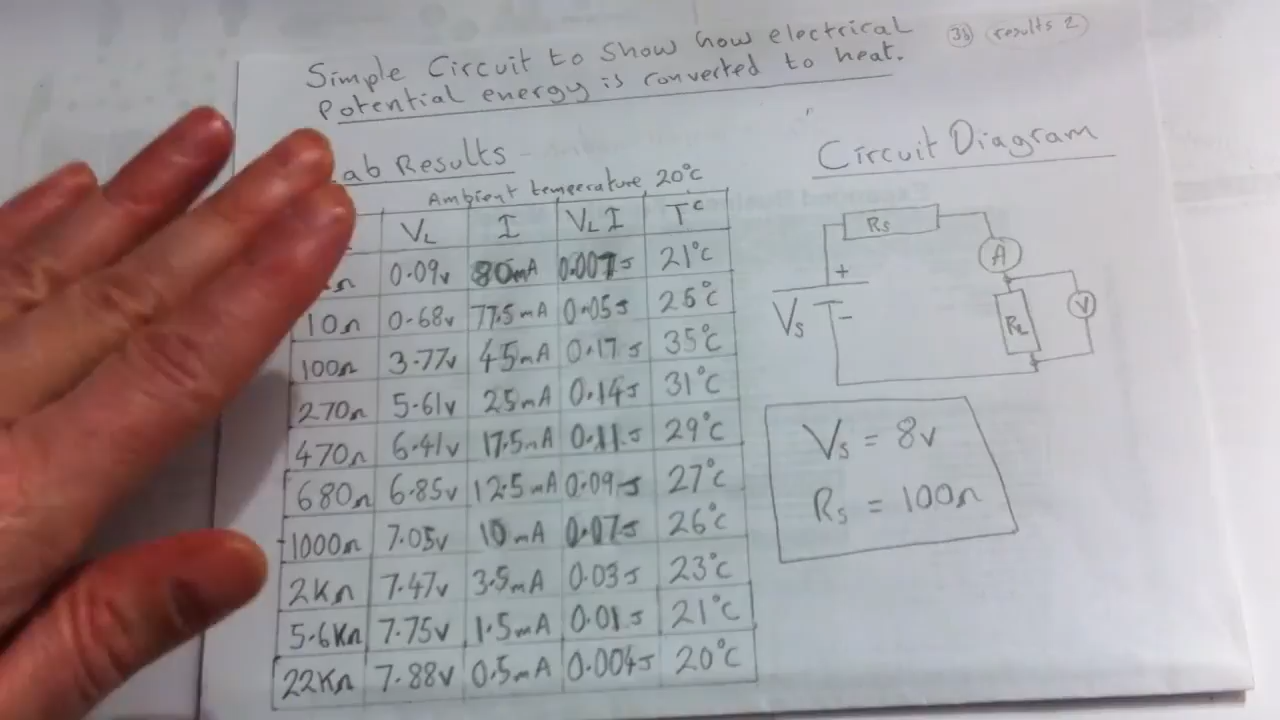 Simple Circuit to Show how electrical
Potential energy is converted to heat.
results 2
ab Results
Circuit Diagram
Ambient temperature 20°C
VL I VL I T°C
Ω 0.09v 80mA 0.007J 21°C
10Ω 0.68v 77.5mA 0.05J 25°C
100Ω 3.77v 45mA 0.17J 35°C
270Ω 5.61v 25mA 0.14J 31°C
470Ω 6.41v 17.5mA 0.11J 29°C
680Ω 6.85v 12.5mA 0.09J 27°C
1000Ω 7.05v 10mA 0.07J 26°C
2KΩ 7.47v 3.5mA 0.03J 23°C
5.6KΩ 7.75v 1.5mA 0.01J 21°C
22KΩ 7.88v 0.5mA 0.004J 20°C
Rs
A
+
Vs
-
RL
V
Vs = 8v
Rs = 100Ω